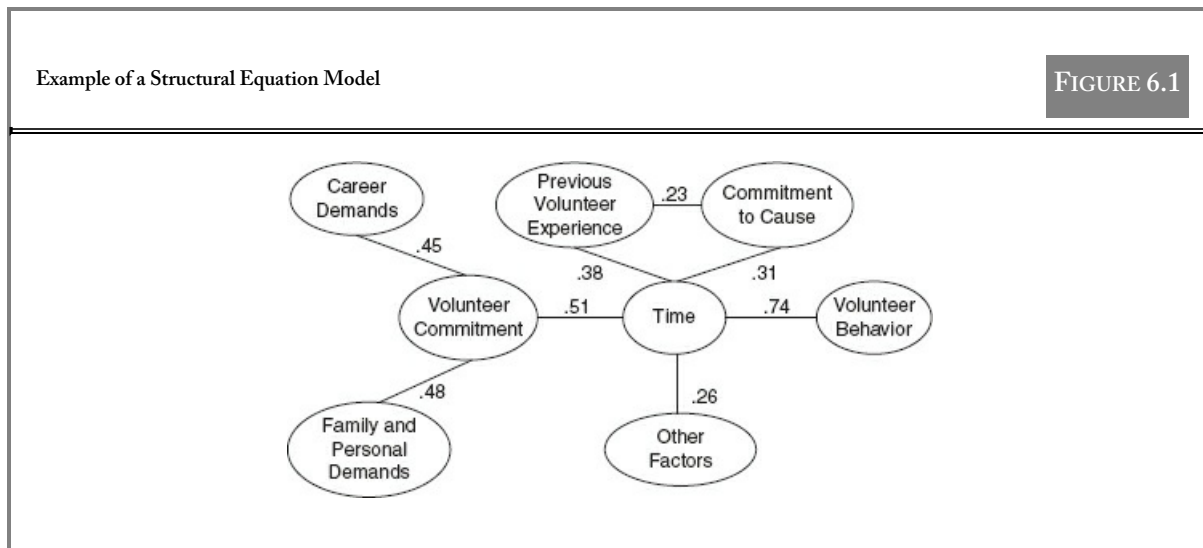 Example of a Structural Equation Model
FIGURE 6.1
Career
Demands
Previous
Volunteer
Experience
.23
Commitment
to Cause
.45
.38
.31
Volunteer
Commitment
.51
Time
.74
Volunteer
Behavior
.48
.26
Family and
Personal
Demands
Other
Factors